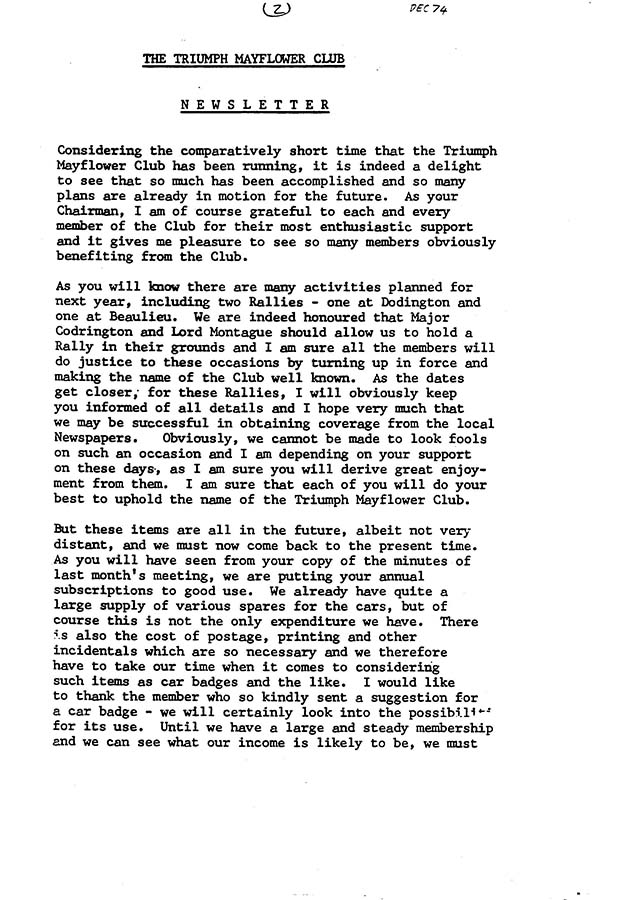 (2) DEC 74
THE TRIUMPH MAYFLOWER CLUB
N E W S L E T T E R
Considering the comparatively short time that the Triumph
Mayflower Club has been running, it is indeed a delight
to see that so much has been accomplished and so many
plans are already in motion for the future.  As your
Chairman, I am of course grateful to each and every
member of the Club for their most enthusiastic support
and it gives me pleasure to see so many members obviously
benefiting from the Club.
As you will know there are many activities planned for
next year, including two Rallies - one at Dodington and
one at Beaulieu.  We are indeed honoured that Major
Codrington and Lord Montague should allow us to hold a
Rally in their grounds and I am sure all the members will
do justice to these occasions by turning up in force and
making the name of the Club well known.  As the dates
get closer; for these Rallies, I will obviously keep
you informed of all details and I hope very much that
we may be successful in obtaining coverage from the local
Newspapers.  Obviously, we cannot be made to look fools
on such an occasion and I am depending on your support
on these days, as I am sure you will derive great enjoy-
ment from them.  I am sure that each of you will do your
best to uphold the name of the Triumph Mayflower Club.
But these items are all in the future, albeit not very
distant, and we must now come back to the present time.
As you will have seen from your copy of the minutes of
last month's meeting, we are putting your annual
subscriptions to good use.  We already have quite a
large supply of various spares for the cars, but of
course this is not the only expenditure we have.  There
is also the cost of postage, printing and other
incidentals which are so necessary and we therefore
have to take our time when it comes to considering
such items as car badges and the like.  I would like
to thank the member who so kindly sent a suggestion for
a car badge - we will certainly look into the
for its use.  Until we have a large and steady membership
and we can see what our income is likely to be, we must